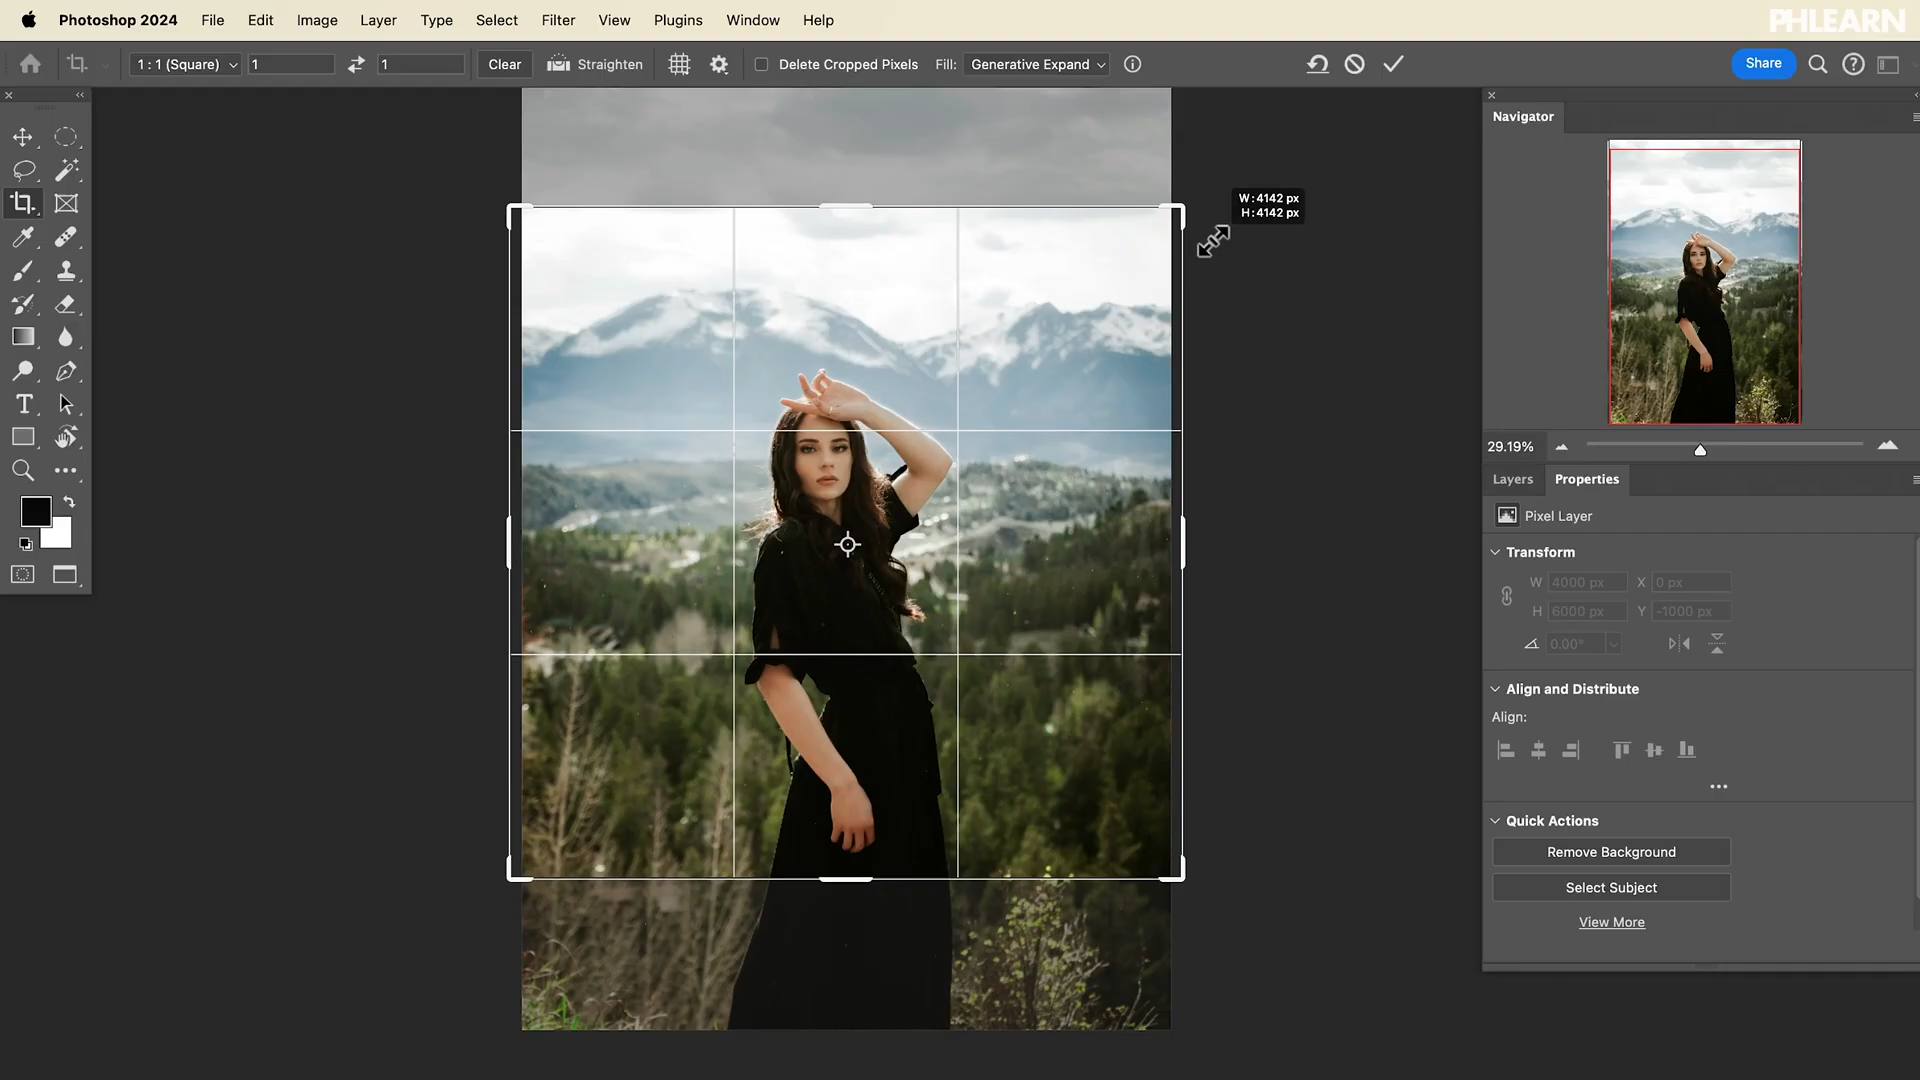 Photoshop 2024 File Edit Image Layer Type Select Filter View Plugins Window Help
PHLEARN
1 : 1 (Square) 1 1 Clear Straighten Delete Cropped Pixels Fill: Generative Expand Share
W: 4142 px
H: 4142 px
Navigator
29.19%
Layers Properties
Pixel Layer
Transform
W 4000 px X 0 px
H 6000 px Y -1000 px
0.00°
Align and Distribute
Align:
Quick Actions
Remove Background
Select Subject
View More